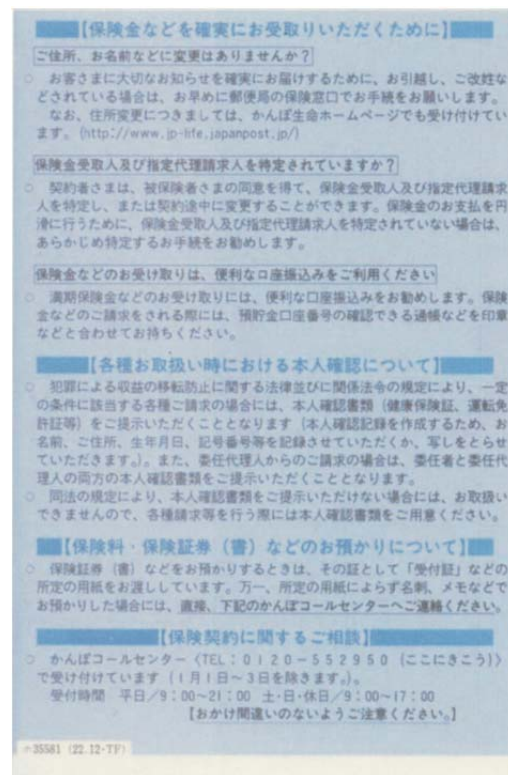 【保険金などを確実にお受取りいただくために】
ご住所、お名前などに変更はありませんか?
○ お客さまに大切なお知らせを確実にお届けするために、お引越し、ご改姓な
どされている場合は、お早めに郵便局の保険窓口でお手続をお願いします。
なお、住所変更につきましては、かんぽ生命ホームページでも受け付けてい
ます。(http://www.jp-life.japanpost.jp/)
保険金受取人及び指定代理請求人を特定されていますか?
○ 契約者さまは、被保険者さまの同意を得て、保険金受取人及び指定代理請求
人を特定し、または契約途中に変更することができます。保険金のお支払を円
滑に行うために、保険金受取人及び指定代理請求人を特定されていない場合は、
あらかじめ特定するお手続をお勧めします。
保険金などのお受け取りは、便利な口座振込みをご利用ください
○ 満期保険金などのお受け取りには、便利な口座振込みをお勧めします。保険
金などのご請求をされる際には、預貯金口座番号の確認できる通帳などを印章
などと合わせてお持ちください。
【各種お取扱い時における本人確認について】
○ 犯罪による収益の移転防止に関する法律並びに関係法令の規定により、一定
の条件に該当する各種ご請求の場合には、本人確認書類(健康保険証、運転免
許証等)をご提示いただくこととなります(本人確認記録を作成するため、お
名前、ご住所、生年月日、記号番号等を記録させていただくか、写しをとらせ
ていただきます。)。また、委任代理人からのご請求の場合は、委任者と委任代
理人の両方の本人確認書類をご提示いただくこととなります。
○ 同法の規定により、本人確認書類をご提示いただけない場合には、お取扱い
できませんので、各種請求等を行う際には本人確認書類をご用意ください。
【保険料・保険証券(書)などのお預かりについて】
○ 保険証券(書)などをお預かりするときは、その証として「受付証」などの
所定の用紙をお渡ししています。万一、所定の用紙によらず名刺、メモなどで
お預かりした場合には、直接、下記のかんぽコールセンターへご連絡ください。
【保険契約に関するご相談】
○ かんぽコールセンター〈TEL:0120-552950(ここにきこう)〉
で受け付けています(1月1日~3日を除きます。)。
受付時間 平日/9:00~21:00 土・日・休日/9:00~17:00
【おかけ間違いのないようご注意ください。】
35581 (22.12・TF)